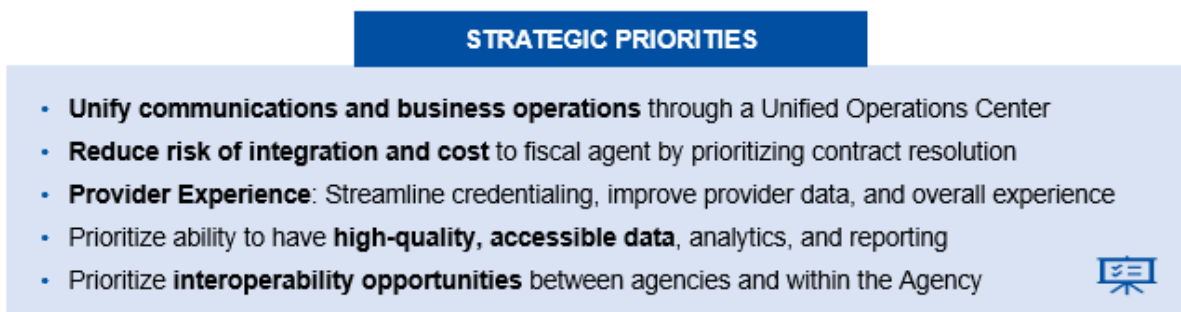 STRATEGIC PRIORITIES
• Unify communications and business operations through a Unified Operations Center
• Reduce risk of integration and cost to fiscal agent by prioritizing contract resolution
• Provider Experience: Streamline credentialing, improve provider data, and overall experience
• Prioritize ability to have high-quality, accessible data, analytics, and reporting
• Prioritize interoperability opportunities between agencies and within the Agency